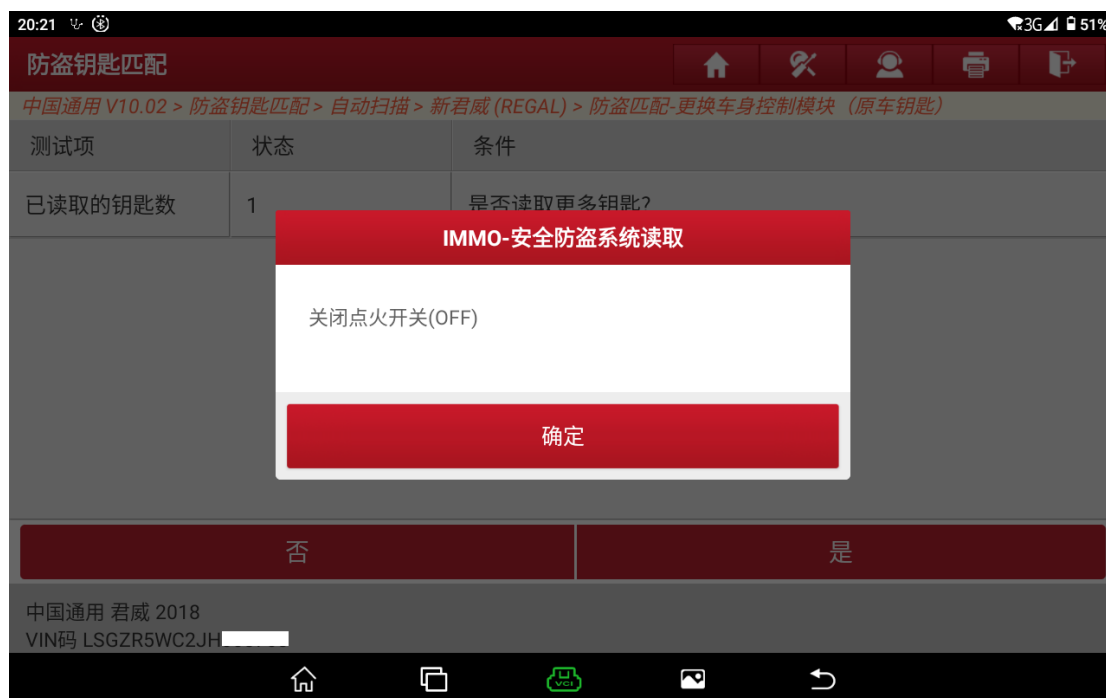 20:21 3G 51%
防盗钥匙匹配
中国通用 V10.02 > 防盗钥匙匹配 > 自动扫描 > 新君威 (REGAL) > 防盗匹配-更换车身控制模块（原车钥匙）
测试项 状态 条件
已读取的钥匙数 1 是否读取更多钥匙?
IMMO-安全防盗系统读取
关闭点火开关(OFF)
确定
否 是
中国通用 君威 2018
VIN码 LSGZR5WC2JH
VCI